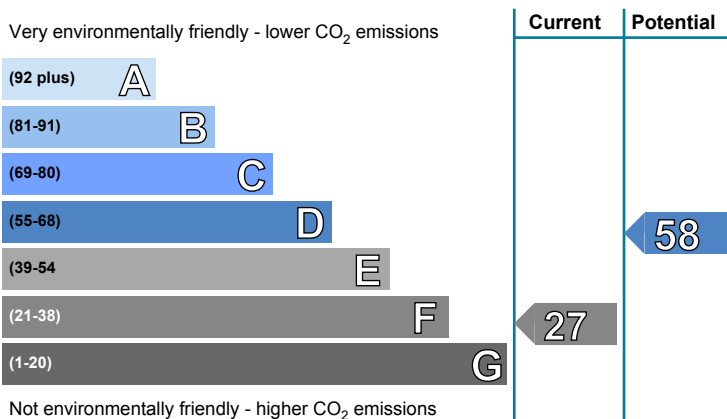 Current
Potential
Very environmentally friendly - lower CO2 emissions
(92 plus) A
(81-91) B
(69-80) C
(55-68) D
58
(39-54 E
(21-38) F
27
(1-20) G
Not environmentally friendly - higher CO2 emissions